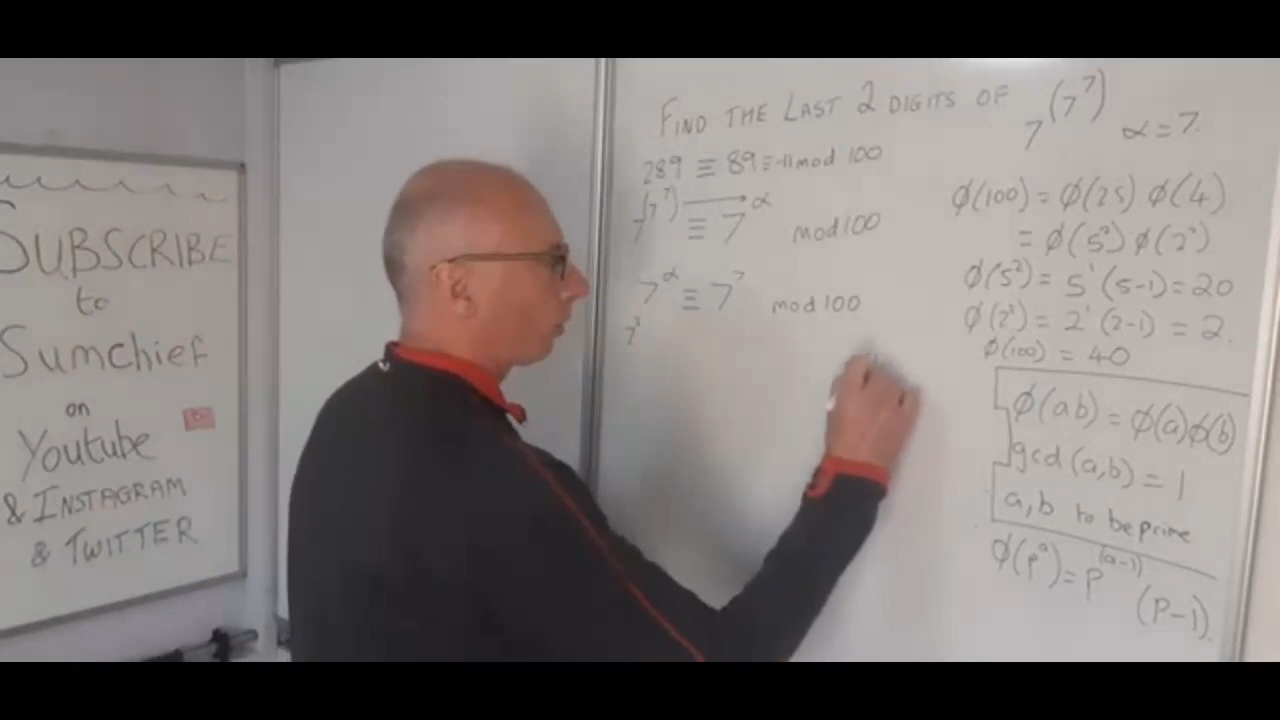 SUBSCRIBE
to
Sumchief
on
Youtube
& INSTAGRAM
& TWITTER
FIND THE LAST 2 DIGITS OF 7^(7^7) α=7.
289 ≡ 89≡-11 mod 100
7^(7^7) ≡ 7^α mod 100
7^α ≡ 7^7 mod 100
7^2
φ(100) = φ(25) φ(4)
= φ(5²) φ(2²)
φ(5²) = 5¹ (5-1) = 20
φ(2²) = 2¹ (2-1) = 2.
φ(100) = 40
φ(ab) = φ(a)φ(b)
gcd(a,b) = 1
a,b to be prime
φ(p^a) = p^(a-1) (P-1).